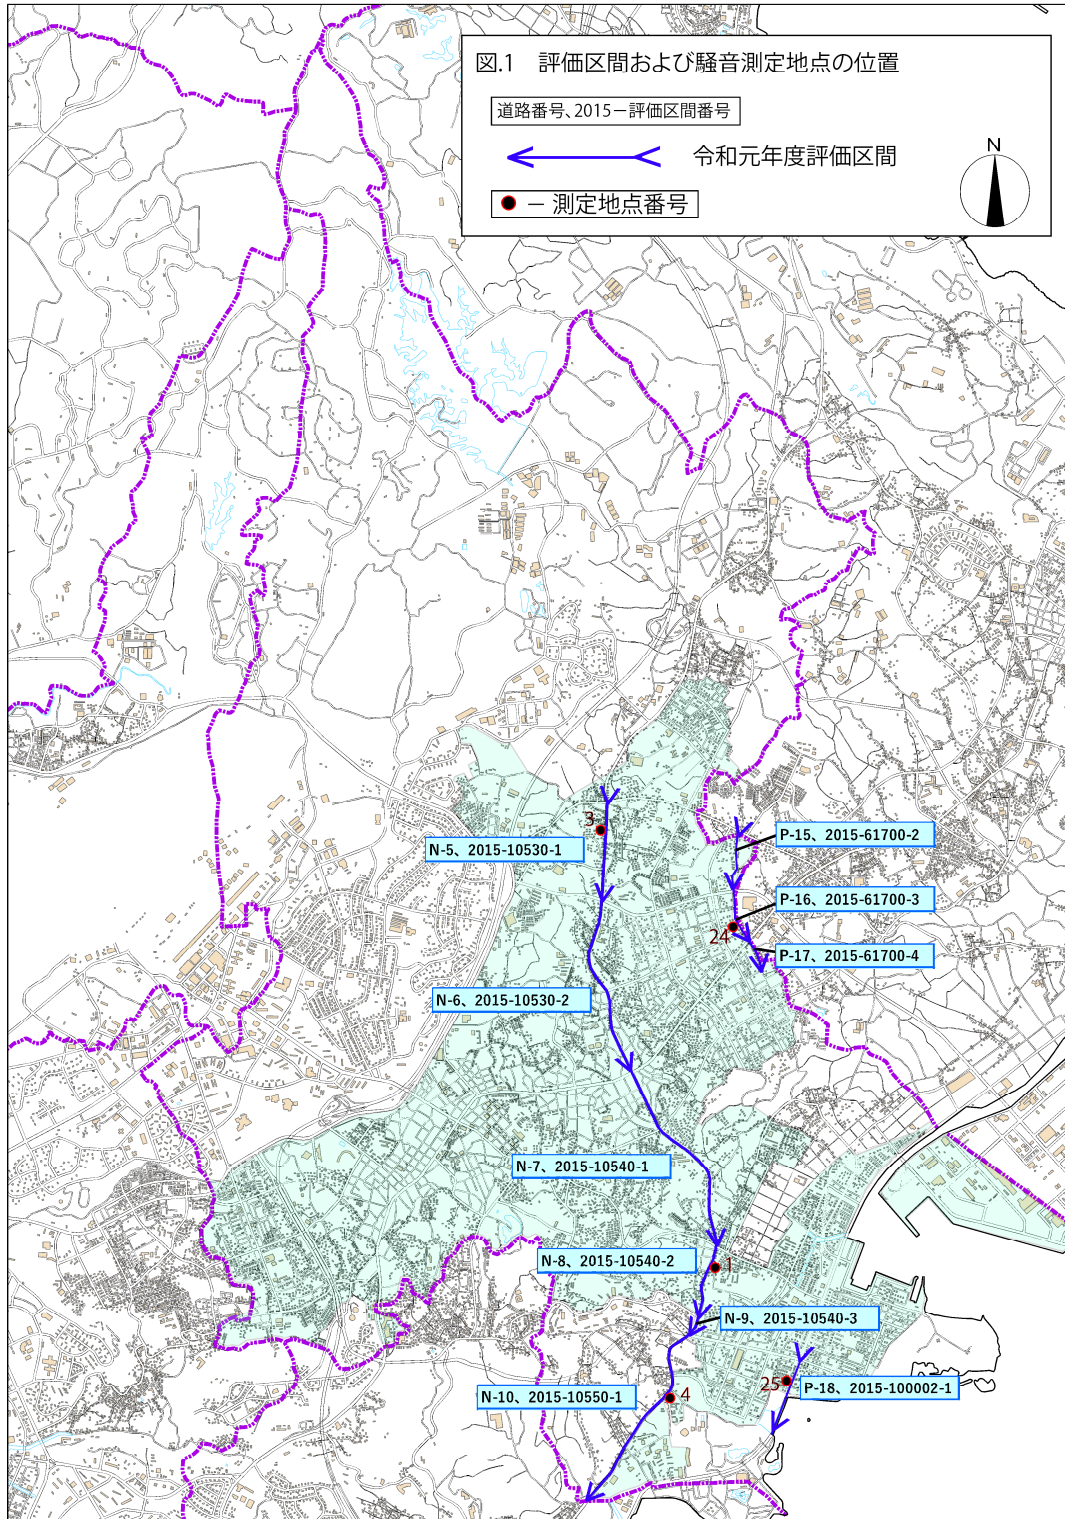 図.1 評価区間および騒音測定地点の位置
道路番号、2015－評価区間番号
令和元年度評価区間
－ 測定地点番号
N
3
N-5、2015-10530-1
P-15、2015-61700-2
P-16、2015-61700-3
24
P-17、2015-61700-4
N-6、2015-10530-2
N-7、2015-10540-1
N-8、2015-10540-2
1
N-9、2015-10540-3
25
P-18、2015-100002-1
N-10、2015-10550-1
4